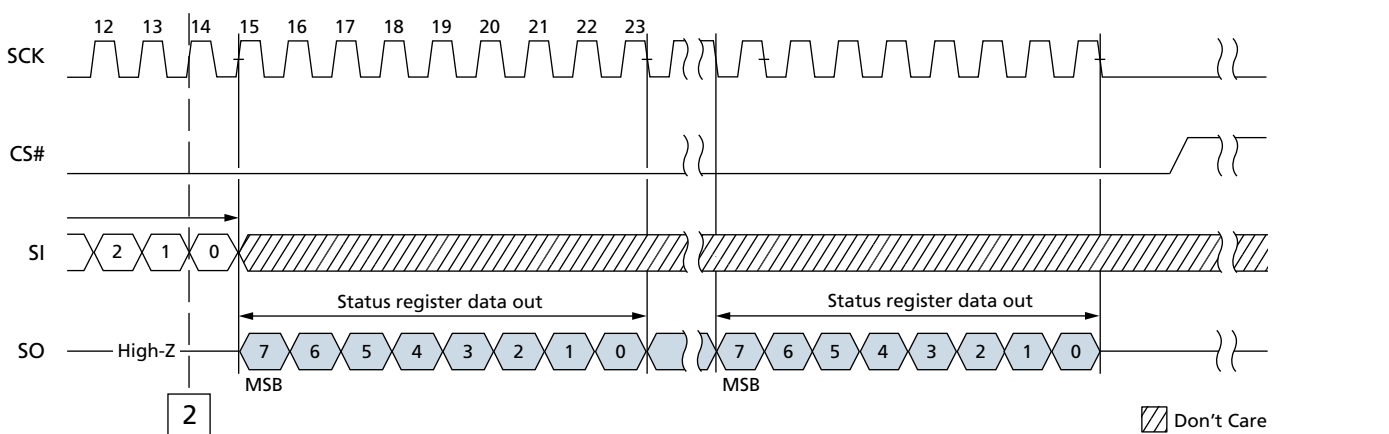 12 13 14 15 16 17 18 19 20 21 22 23
SCK
CS#
SI 2 1 0
Status register data out Status register data out
SO High-Z 7 6 5 4 3 2 1 0 7 6 5 4 3 2 1 0
MSB MSB
2
Don't Care